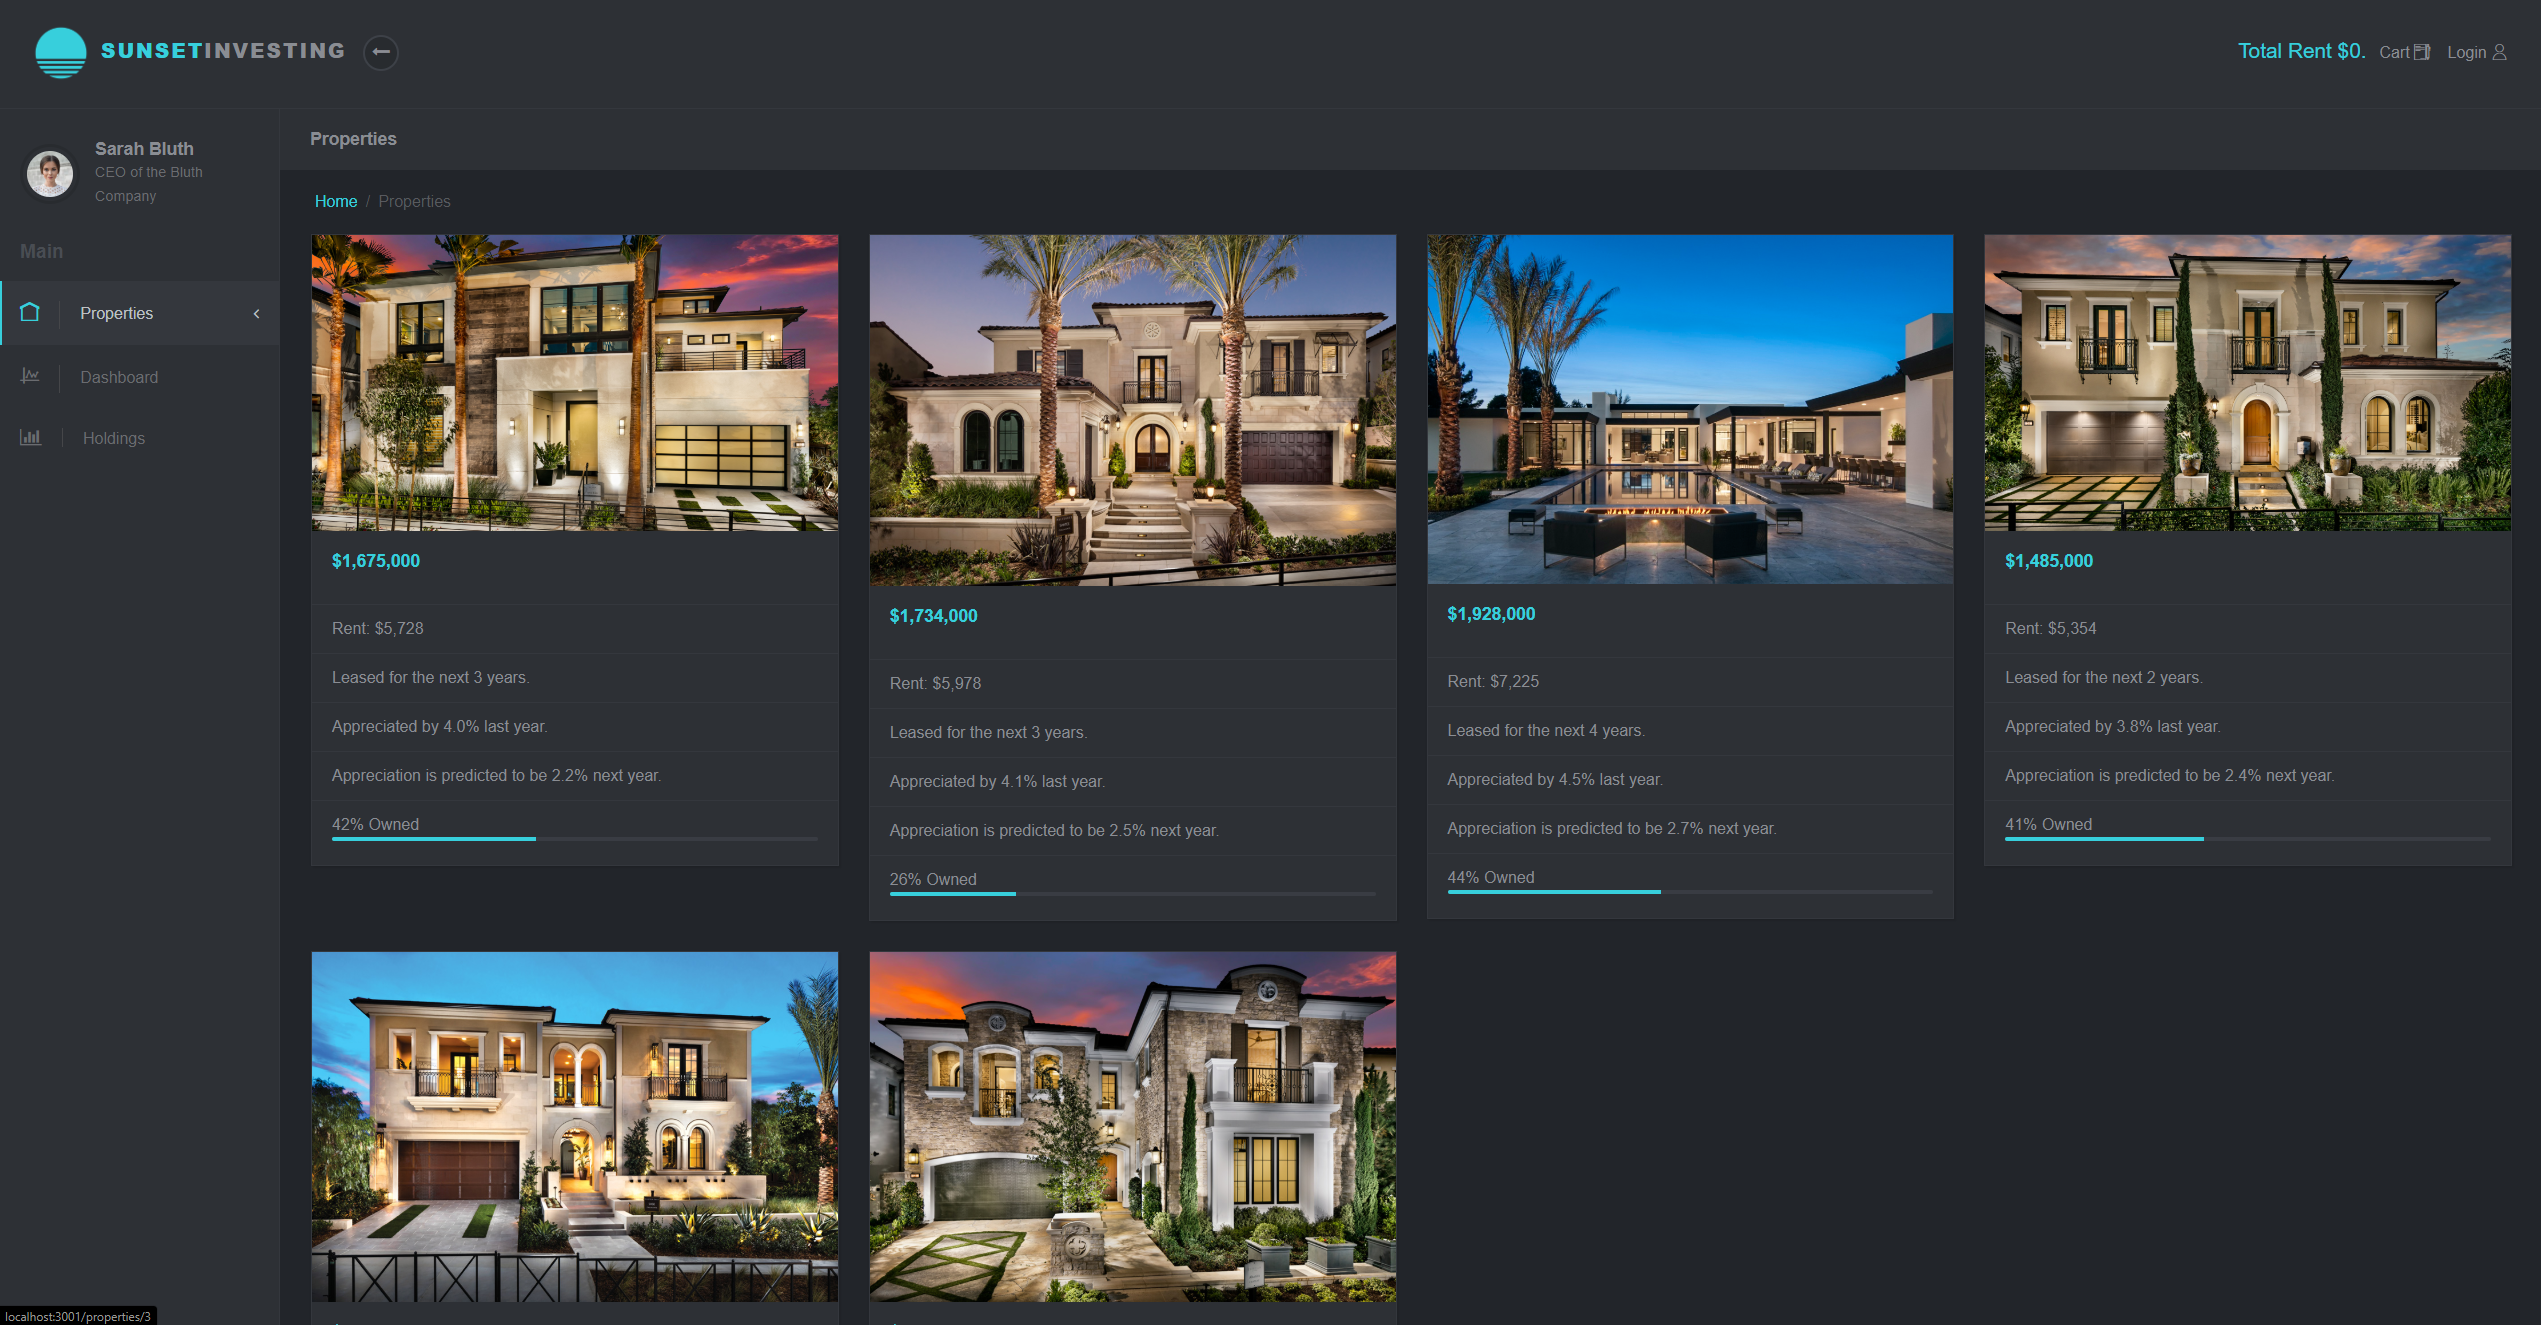 SUNSETINVESTING
Total Rent $0. Cart Login
Sarah Bluth
CEO of the Bluth
Company
Main
Properties
Dashboard
Holdings
Properties
Home / Properties
$1,675,000
Rent: $5,728
Leased for the next 3 years.
Appreciated by 4.0% last year.
Appreciation is predicted to be 2.2% next year.
42% Owned
$1,734,000
Rent: $5,978
Leased for the next 3 years.
Appreciated by 4.1% last year.
Appreciation is predicted to be 2.5% next year.
26% Owned
$1,928,000
Rent: $7,225
Leased for the next 4 years.
Appreciated by 4.5% last year.
Appreciation is predicted to be 2.7% next year.
44% Owned
$1,485,000
Rent: $5,354
Leased for the next 2 years.
Appreciated by 3.8% last year.
Appreciation is predicted to be 2.4% next year.
41% Owned
localhost:3001/properties/3